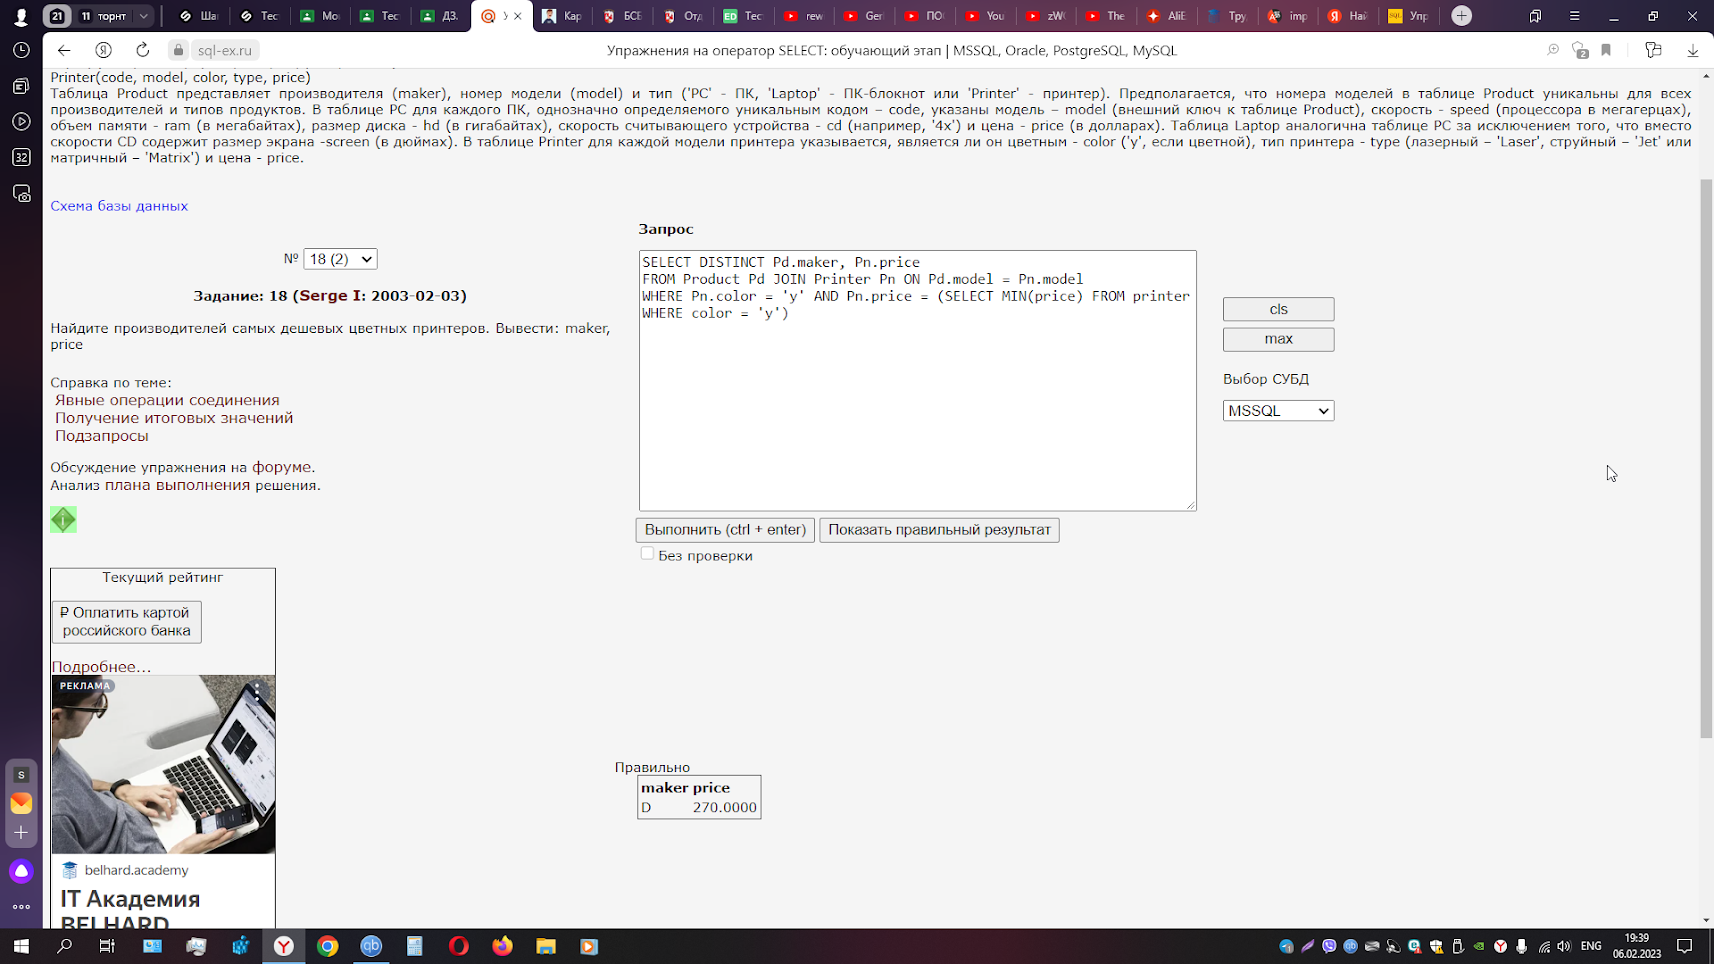 21
11 торнт
Ша
Тес
Мо
Тес
ДЗ.
У
Кар
БСБ
Отд
ED Тест
rew
Gerl
ПО
You
zW
The
AliE
Тру
imp
Най
SQL Упр
sql-ex.ru
Упражнения на оператор SELECT: обучающий этап | MSSQL, Oracle, PostgreSQL, MySQL
2
32
Printer(code, model, color, type, price)
Таблица Product представляет производителя (maker), номер модели (model) и тип ('PC' - ПК, 'Laptop' - ПК-блокнот или 'Printer' - принтер). Предполагается, что номера моделей в таблице Product уникальны для всех
производителей и типов продуктов. В таблице PC для каждого ПК, однозначно определяемого уникальным кодом – code, указаны модель – model (внешний ключ к таблице Product), скорость - speed (процессора в мегагерцах),
объем памяти - ram (в мегабайтах), размер диска - hd (в гигабайтах), скорость считывающего устройства - cd (например, '4x') и цена - price (в долларах). Таблица Laptop аналогична таблице PC за исключением того, что вместо
скорости CD содержит размер экрана -screen (в дюймах). В таблице Printer для каждой модели принтера указывается, является ли он цветным - color ('y', если цветной), тип принтера - type (лазерный – 'Laser', струйный – 'Jet' или
матричный – 'Matrix') и цена - price.
Схема базы данных
Запрос
№ 18 (2)
Задание: 18 (Serge I: 2003-02-03)
Найдите производителей самых дешевых цветных принтеров. Вывести: maker,
price
SELECT DISTINCT Pd.maker, Pn.price
FROM Product Pd JOIN Printer Pn ON Pd.model = Pn.model
WHERE Pn.color = 'y' AND Pn.price = (SELECT MIN(price) FROM printer
WHERE color = 'y')
cls
max
Выбор СУБД
MSSQL
Справка по теме:
Явные операции соединения
Получение итоговых значений
Подзапросы
Обсуждение упражнения на форуме.
Анализ плана выполнения решения.
Выполнить (ctrl + enter)
Показать правильный результат
Без проверки
Текущий рейтинг
₽ Оплатить картой
российского банка
Подробнее...
РЕКЛАМА
belhard.academy
IT Академия
BELHARD
Правильно
maker price
D 270.0000
S
ENG
19:39
06.02.2023